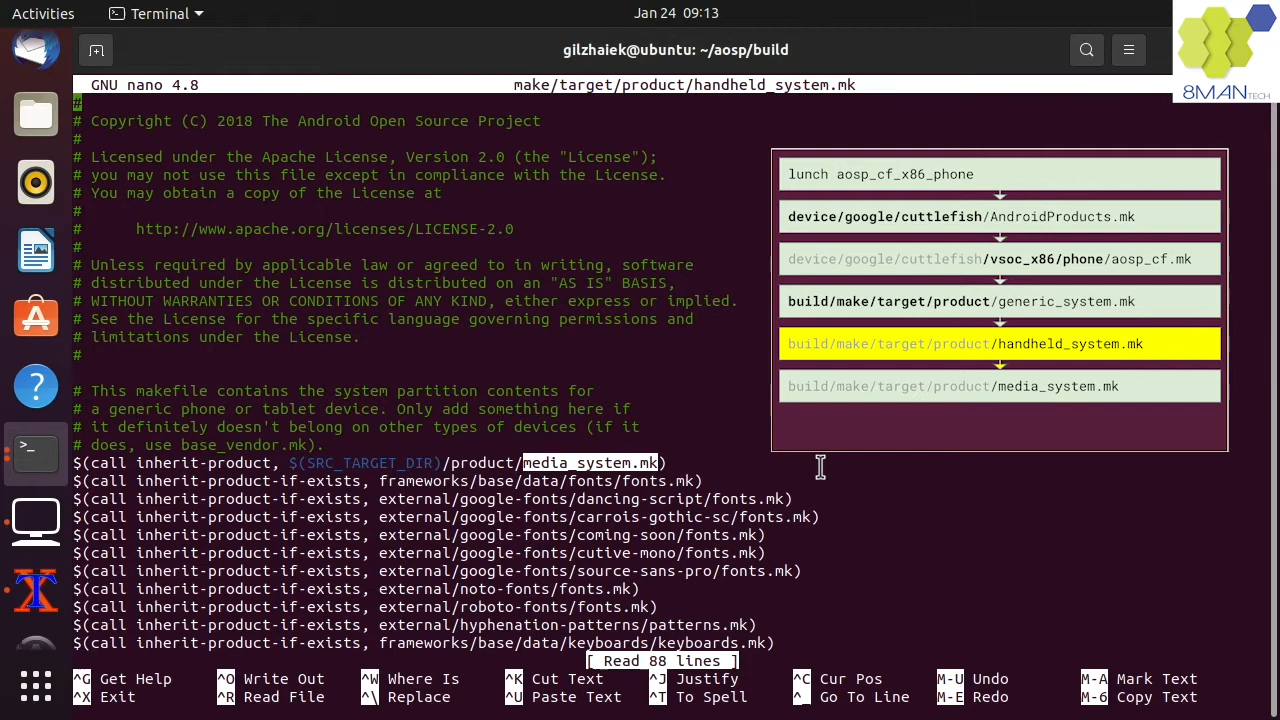 Activities
Terminal
Jan 24 09:13
gilzhaiek@ubuntu: ~/aosp/build
8MANTECH
GNU nano 4.8 make/target/product/handheld_system.mk
#
# Copyright (C) 2018 The Android Open Source Project
#
# Licensed under the Apache License, Version 2.0 (the "License");
# you may not use this file except in compliance with the License.
# You may obtain a copy of the License at
#
# http://www.apache.org/licenses/LICENSE-2.0
#
# Unless required by applicable law or agreed to in writing, software
# distributed under the License is distributed on an "AS IS" BASIS,
# WITHOUT WARRANTIES OR CONDITIONS OF ANY KIND, either express or implied.
# See the License for the specific language governing permissions and
# limitations under the License.
#
# This makefile contains the system partition contents for
# a generic phone or tablet device. Only add something here if
# it definitely doesn't belong on other types of devices (if it
# does, use base_vendor.mk).
$(call inherit-product, $(SRC_TARGET_DIR)/product/media_system.mk)
$(call inherit-product-if-exists, frameworks/base/data/fonts/fonts.mk)
$(call inherit-product-if-exists, external/google-fonts/dancing-script/fonts.mk)
$(call inherit-product-if-exists, external/google-fonts/carrois-gothic-sc/fonts.mk)
$(call inherit-product-if-exists, external/google-fonts/coming-soon/fonts.mk)
$(call inherit-product-if-exists, external/google-fonts/cutive-mono/fonts.mk)
$(call inherit-product-if-exists, external/google-fonts/source-sans-pro/fonts.mk)
$(call inherit-product-if-exists, external/noto-fonts/fonts.mk)
$(call inherit-product-if-exists, external/roboto-fonts/fonts.mk)
$(call inherit-product-if-exists, external/hyphenation-patterns/patterns.mk)
$(call inherit-product-if-exists, frameworks/base/data/keyboards/keyboards.mk)
lunch aosp_cf_x86_phone
device/google/cuttlefish/AndroidProducts.mk
device/google/cuttlefish/vsoc_x86/phone/aosp_cf.mk
build/make/target/product/generic_system.mk
build/make/target/product/handheld_system.mk
build/make/target/product/media_system.mk
[ Read 88 lines ]
^G Get Help ^O Write Out ^W Where Is ^K Cut Text ^J Justify ^C Cur Pos M-U Undo M-A Mark Text
^X Exit ^R Read File ^\ Replace ^U Paste Text ^T To Spell ^_ Go To Line M-E Redo M-6 Copy Text